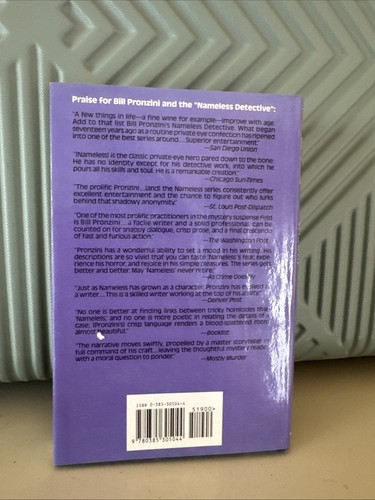 Praise for Bill Pronzini and the "Nameless Detective":
"A few things in life—a fine wine for example—improve with age.
Add to that list Bill Pronzini's Nameless Detective. What began
seventeen years ago as a routine private eye confection has ripened
into one of the best series around.... Superior entertainment."
—San Diego Union
"[Nameless] is the classic private-eye hero pared down to the bone:
He has no identity except for his detective work, into which he
pours all his skills and soul. He is a remarkable creation."
—Chicago Sun-Times
"The prolific Pronzini...and the Nameless series consistently offer
excellent entertainment and the chance to figure out who lurks
behind that shadowy anonymity."
—St. Louis Post-Dispatch
"One of the most prolific practitioners in the mystery suspense field
is Bill Pronzini... a facile writer and a solid professional, can be
counted on for snappy dialogue, crisp prose, and a final crescendo
of fast and furious action."
—The Washington Post
"Pronzini has a wonderful ability to set a mood in his writing. His
descriptions are so vivid that you can taste 'Nameless's' fear, expe-
rience his horror, and rejoice in his simple pleasures. The series gets
better and better. May 'Nameless' never retire."
—As Crime Goes By
"Just as Nameless has grown as a character, Pronzini has evolved as
a writer.... This is a skilled writer working at the top of his ability."
—Denver Post
"No one is better at finding links between tricky homicides than
'Nameless,' and no one is more poetic in relating the details of a
case. [Pronzini's] crisp language renders a blood-spattered room
almost beautiful."
—Booklist
"The narrative moves swiftly, propelled by a master storyteller in
full command of his craft...leaving the thoughtful mystery reader
with a moral question to ponder."
—Mostly Murder
ISBN 0-385-30504-4
51900>
9 780385 305044